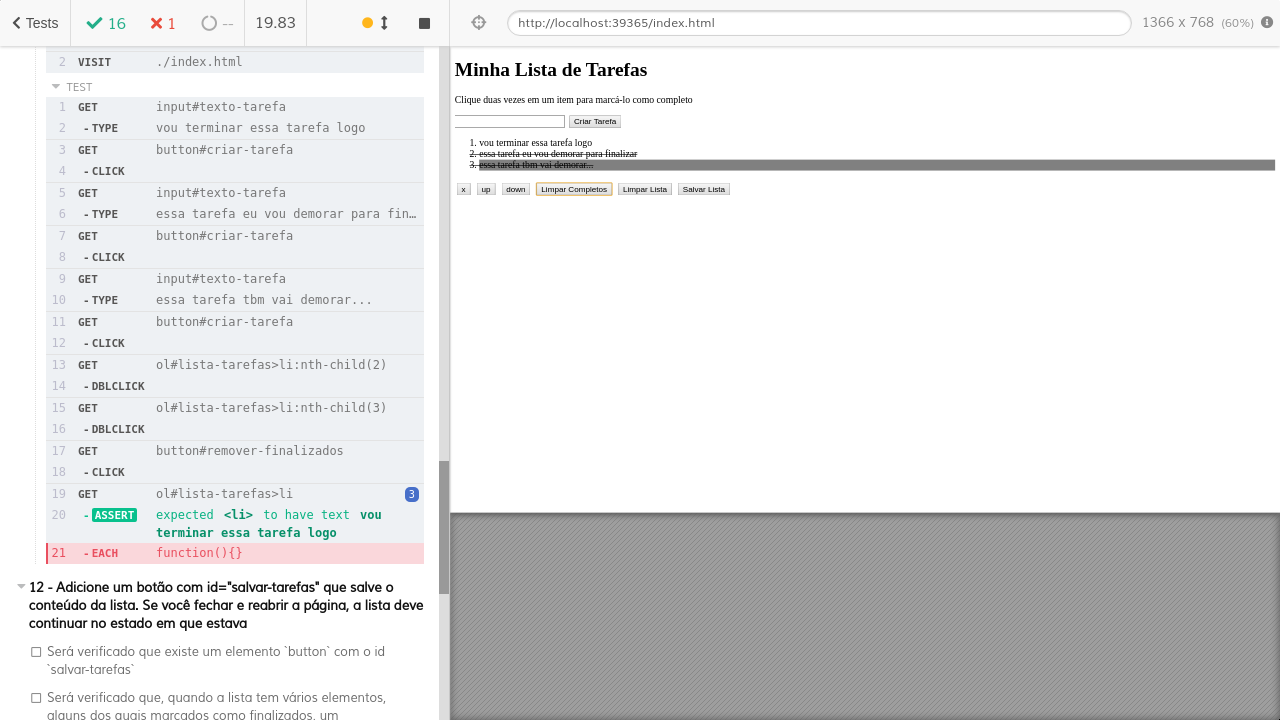 Tests 16 1 -- 19.83
http://localhost:39365/index.html 1366 x 768 (60%)
2 VISIT ./index.html
TEST
1 GET input#texto-tarefa
2 - TYPE vou terminar essa tarefa logo
3 GET button#criar-tarefa
4 - CLICK
5 GET input#texto-tarefa
6 - TYPE essa tarefa eu vou demorar para fin…
7 GET button#criar-tarefa
8 - CLICK
9 GET input#texto-tarefa
10 - TYPE essa tarefa tbm vai demorar...
11 GET button#criar-tarefa
12 - CLICK
13 GET ol#lista-tarefas>li:nth-child(2)
14 - DBLCLICK
15 GET ol#lista-tarefas>li:nth-child(3)
16 - DBLCLICK
17 GET button#remover-finalizados
18 - CLICK
19 GET ol#lista-tarefas>li 3
20 - ASSERT expected <li> to have text vou
terminar essa tarefa logo
21 - EACH function(){}
12 - Adicione um botão com id="salvar-tarefas" que salve o
conteúdo da lista. Se você fechar e reabrir a página, a lista deve
continuar no estado em que estava
Será verificado que existe um elemento `button` com o id
`salvar-tarefas`
Será verificado que, quando a lista tem vários elementos,
alguns dos quais marcados como finalizados, um
Minha Lista de Tarefas
Clique duas vezes em um item para marcá-lo como completo
Criar Tarefa
1. vou terminar essa tarefa logo
2. essa tarefa eu vou demorar para finalizar
3. essa tarefa tbm vai demorar...
x up down Limpar Completos Limpar Lista Salvar Lista